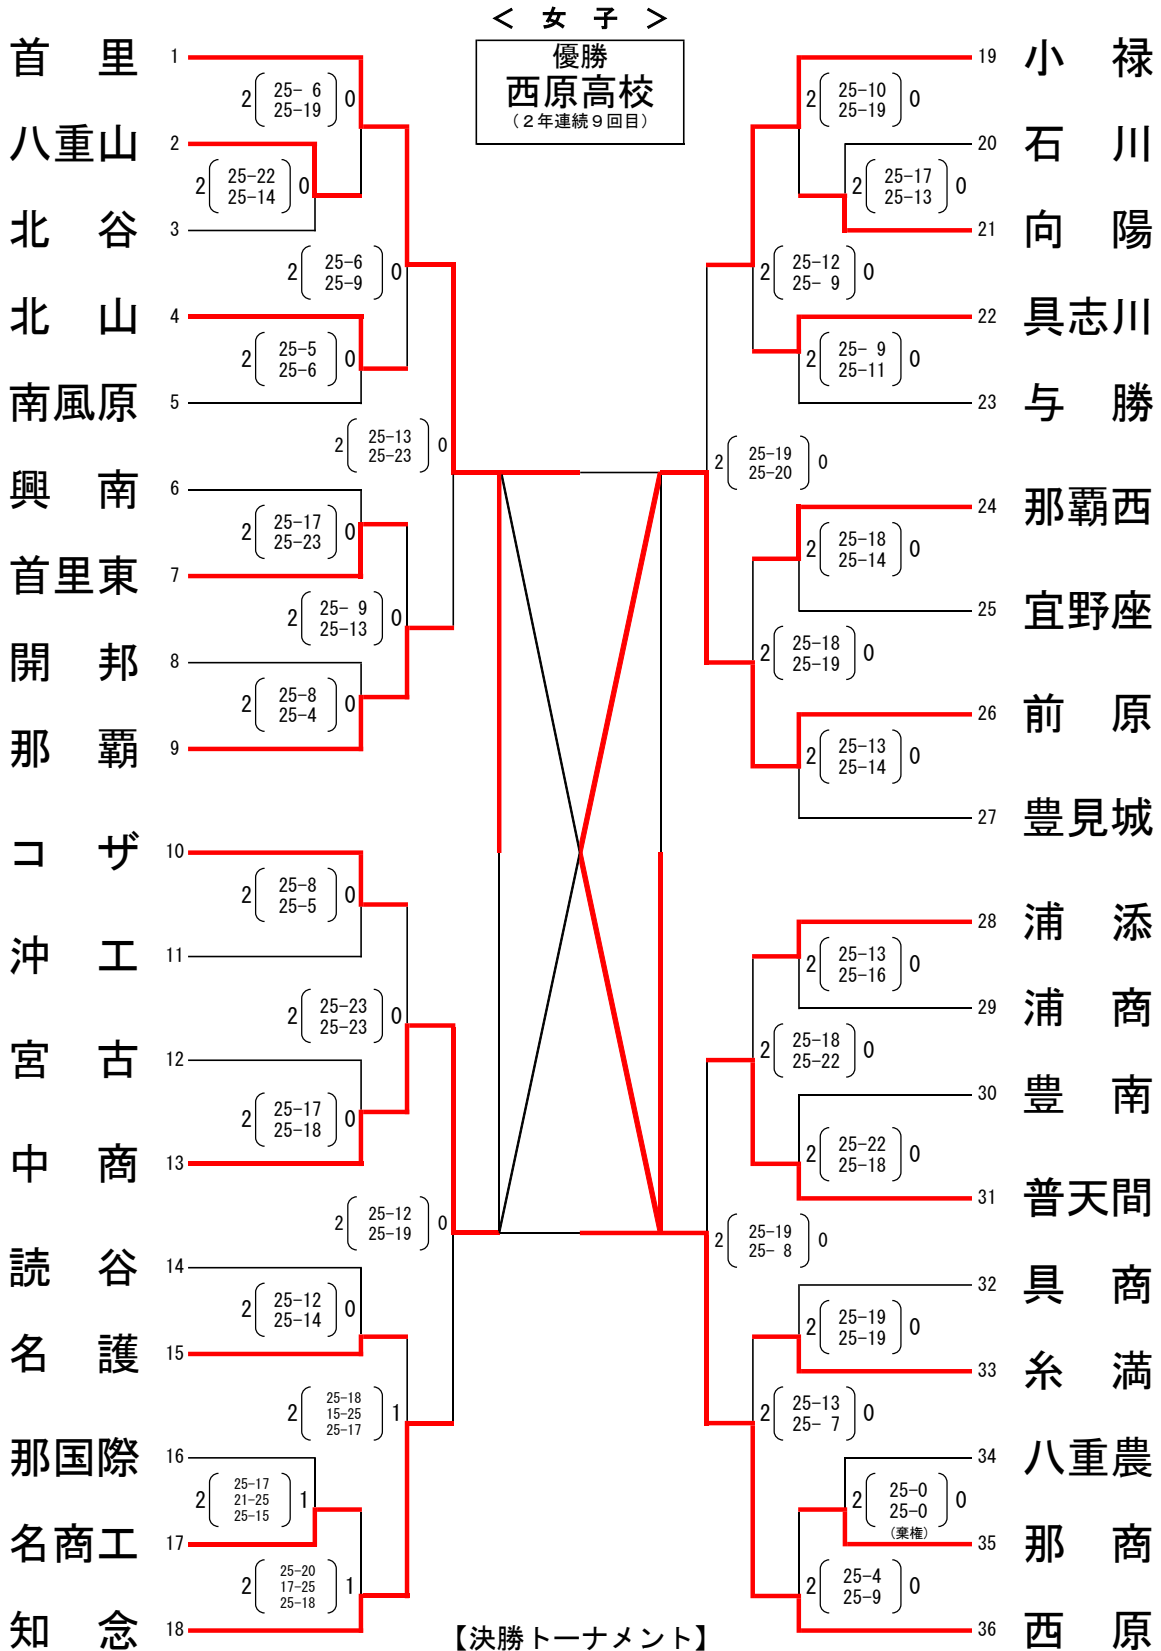 < 女 子 >
優勝
西原高校
(2年連続9回目)
首 里 1
2 25- 6 0
25-19
八重山 2
2 25-22 0
25-14
北 谷 3
2 25-6 0
25-9
北 山 4
2 25-5 0
25-6
南風原 5
2 25-13 0
25-23
興 南 6
2 25-17 0
25-23
首里東 7
2 25- 9 0
25-13
開 邦 8
2 25-8 0
25-4
那 覇 9
コ ザ 10
2 25-8 0
25-5
沖 工 11
2 25-23 0
25-23
宮 古 12
2 25-17 0
25-18
中 商 13
2 25-12 0
25-19
読 谷 14
2 25-12 0
25-14
名 護 15
2 25-18 1
15-25
25-17
那国際 16
2 25-17 1
21-25
25-15
名商工 17
2 25-20 1
17-25
25-18
知 念 18
19 小 禄
2 25-10 0
25-19
20 石 川
2 25-17 0
25-13
21 向 陽
2 25-12 0
25- 9
22 具志川
2 25- 9 0
25-11
23 与 勝
2 25-19 0
25-20
24 那覇西
2 25-18 0
25-14
25 宜野座
2 25-18 0
25-19
26 前 原
2 25-13 0
25-14
27 豊見城
28 浦 添
2 25-13 0
25-16
29 浦 商
2 25-18 0
25-22
30 豊 南
2 25-22 0
25-18
31 普天間
2 25-19 0
25- 8
32 具 商
2 25-19 0
25-19
33 糸 満
2 25-13 0
25- 7
34 八重農
2 25-0 0
25-0
(棄権)
35 那 商
2 25-4 0
25-9
36 西 原
【決勝トーナメント】